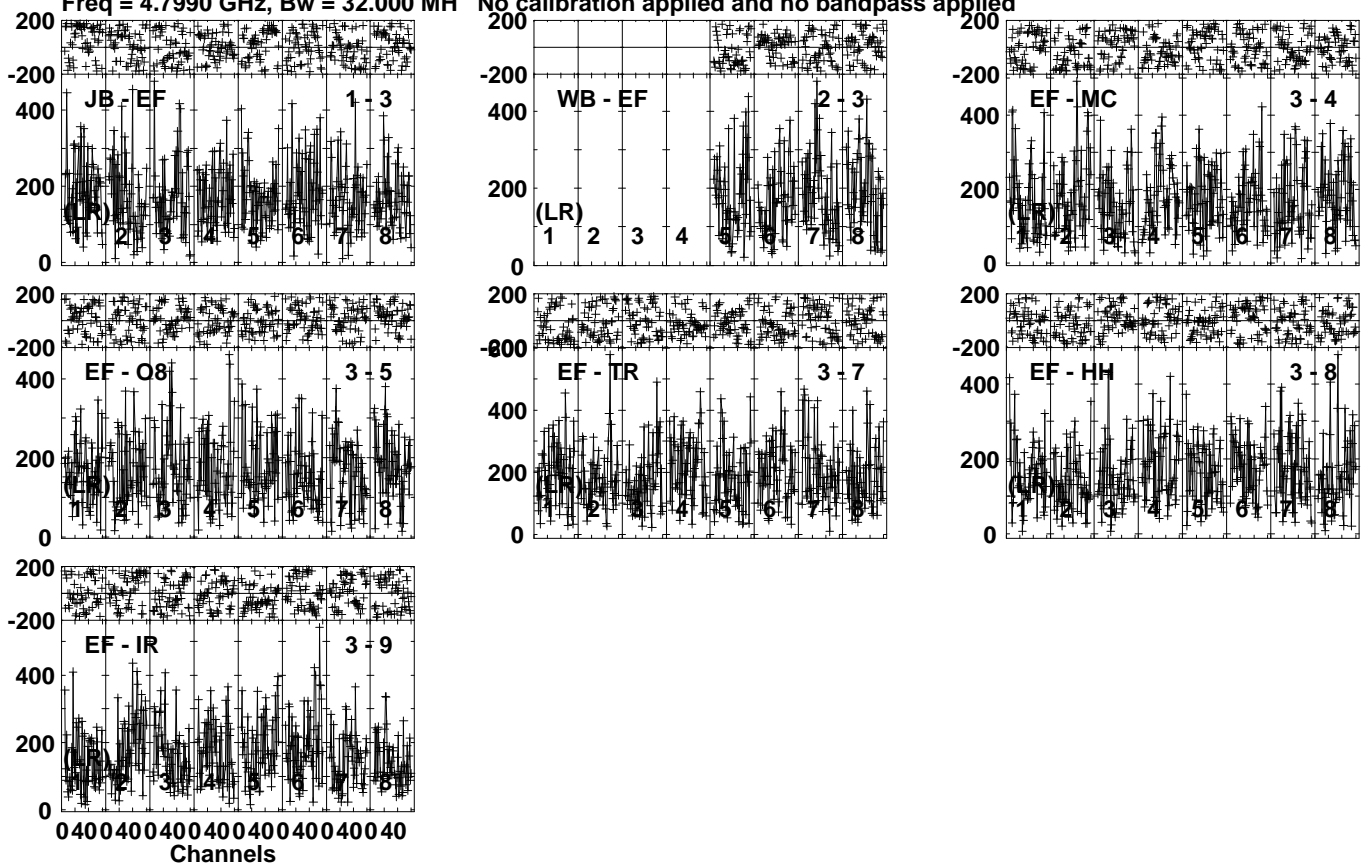 Freq = 4.7990 GHz, Bw = 32.000 MH No calibration applied and no bandpass applied
200
-200
JB - EF 1 - 3
400
200
(LR)
1 2 3 4 5 6 7 8
0
200
-200
WB - EF 2 - 3
400
200
(LR)
1 2 3 4 5 6 7 8
0
200
-200
EF - MC 3 - 4
400
200
(LR)
1 2 3 4 5 6 7 8
0
200
-200
EF - O8 3 - 5
400
200
(LR)
1 2 3 4 5 6 7 8
0
200
-200
600
EF - TR 3 - 7
400
200
(LR)
1 2 3 4 5 6 7 8
0
200
-200
EF - HH 3 - 8
400
200
(LR)
1 2 3 4 5 6 7 8
0
200
-200
EF - IR 3 - 9
400
200
(LR)
1 2 3 4 5 6 7 8
0
0 40 0 40 0 40 0 40 0 40 0 40 0 40 0 40
Channels